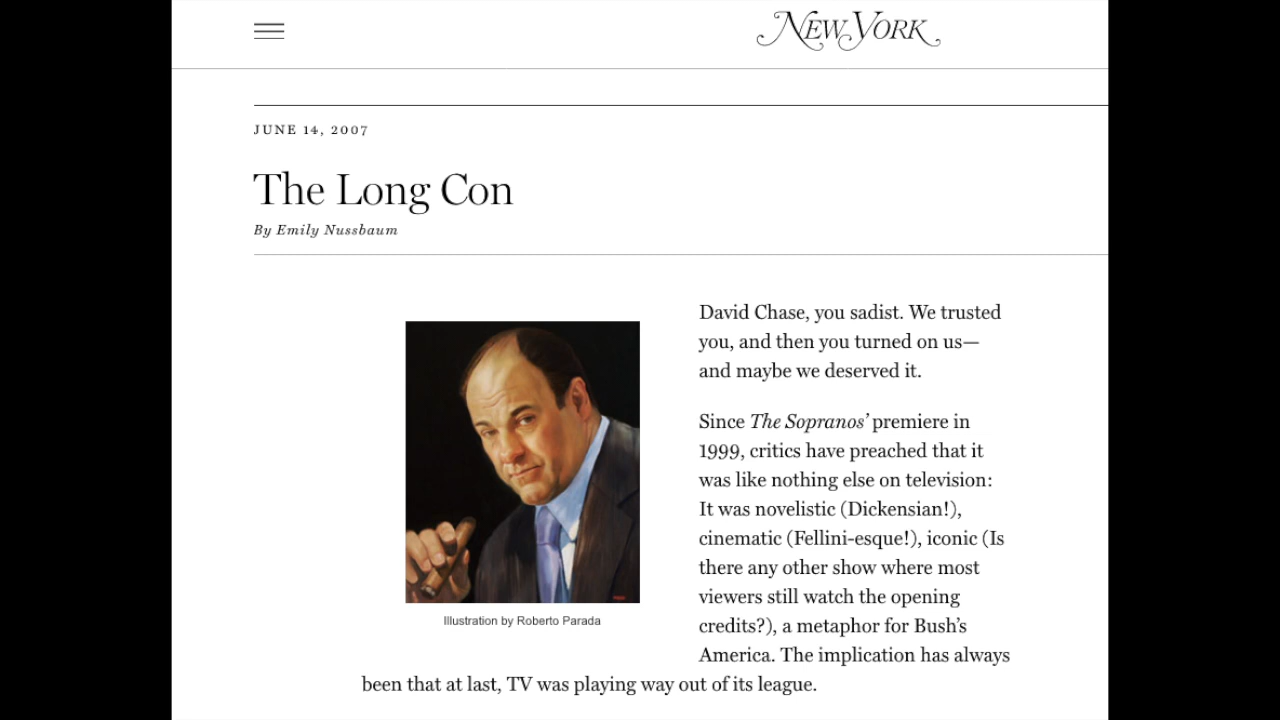 NEW YORK
JUNE 14, 2007
The Long Con
By Emily Nussbaum
David Chase, you sadist. We trusted
you, and then you turned on us—
and maybe we deserved it.
Since The Sopranos’ premiere in
1999, critics have preached that it
was like nothing else on television:
It was novelistic (Dickensian!),
cinematic (Fellini-esque!), iconic (Is
there any other show where most
viewers still watch the opening
credits?), a metaphor for Bush’s
America. The implication has always
been that at last, TV was playing way out of its league.
Illustration by Roberto Parada